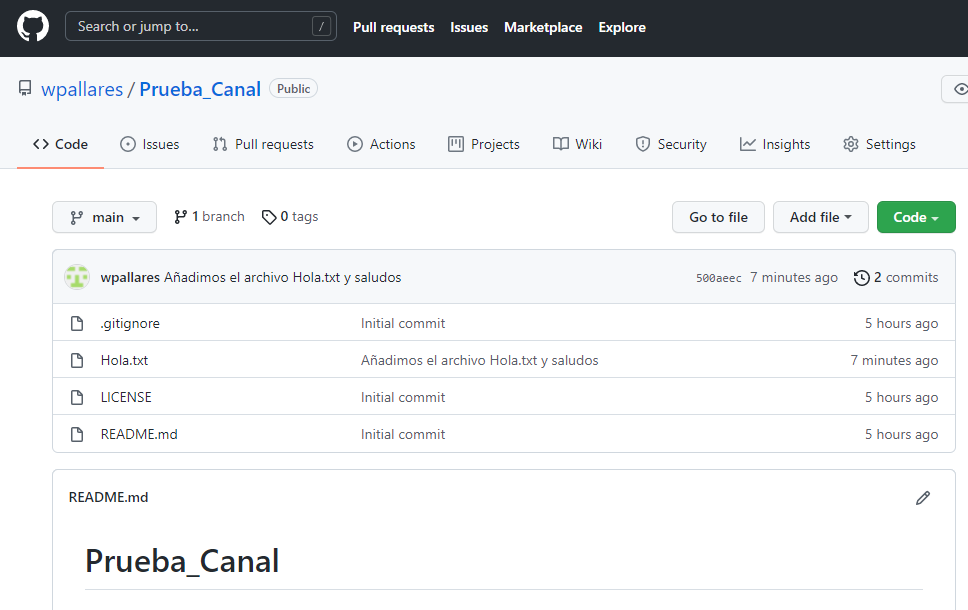 Search or jump to... / Pull requests Issues Marketplace Explore
wpallares / Prueba_Canal Public
Code Issues Pull requests Actions Projects Wiki Security Insights Settings
main 1 branch 0 tags Go to file Add file Code
wpallares Añadimos el archivo Hola.txt y saludos 500aeec 7 minutes ago 2 commits
.gitignore Initial commit 5 hours ago
Hola.txt Añadimos el archivo Hola.txt y saludos 7 minutes ago
LICENSE Initial commit 5 hours ago
README.md Initial commit 5 hours ago
README.md
Prueba_Canal